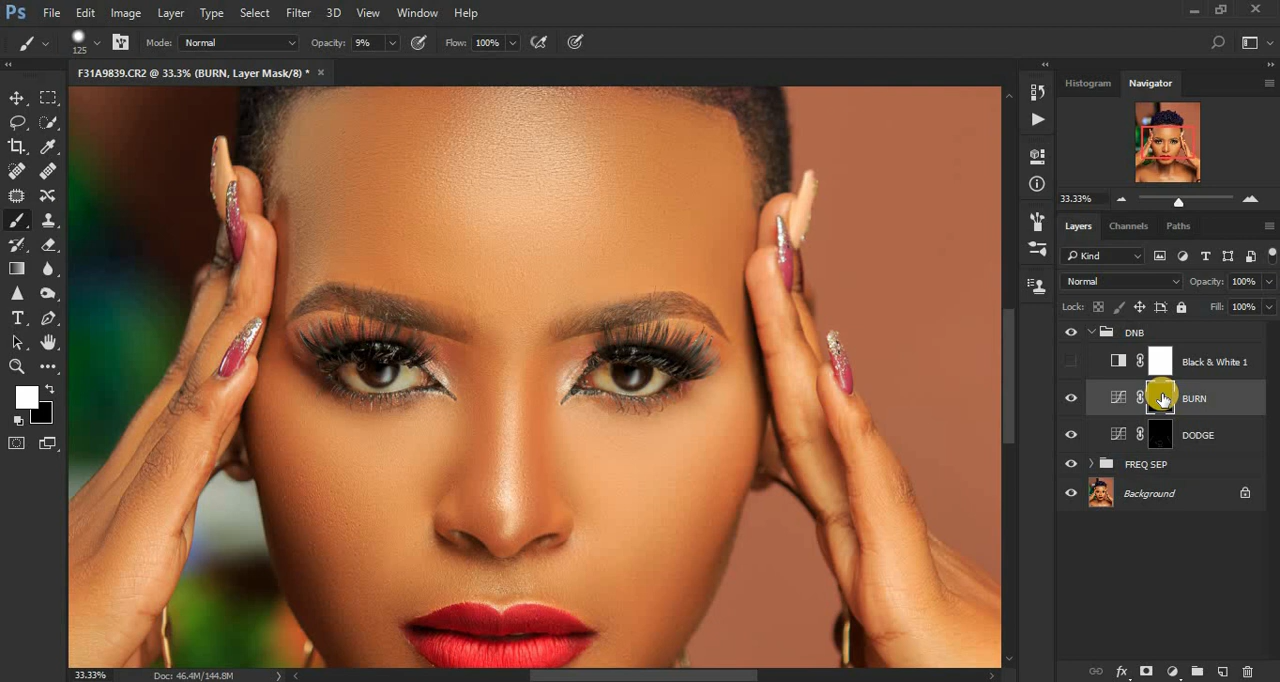 Ps File Edit Image Layer Type Select Filter 3D View Window Help
125 Mode: Normal Opacity: 9% Flow: 100%
F31A9839.CR2 @ 33.3% (BURN, Layer Mask/8) * ×
Histogram Navigator
33.33%
Layers Channels Paths
Kind
Normal Opacity: 100%
Lock: Fill: 100%
DNB
Black & White 1
BURN
DODGE
FREQ SEP
Background
33.33% Doc: 46.4M/144.8M